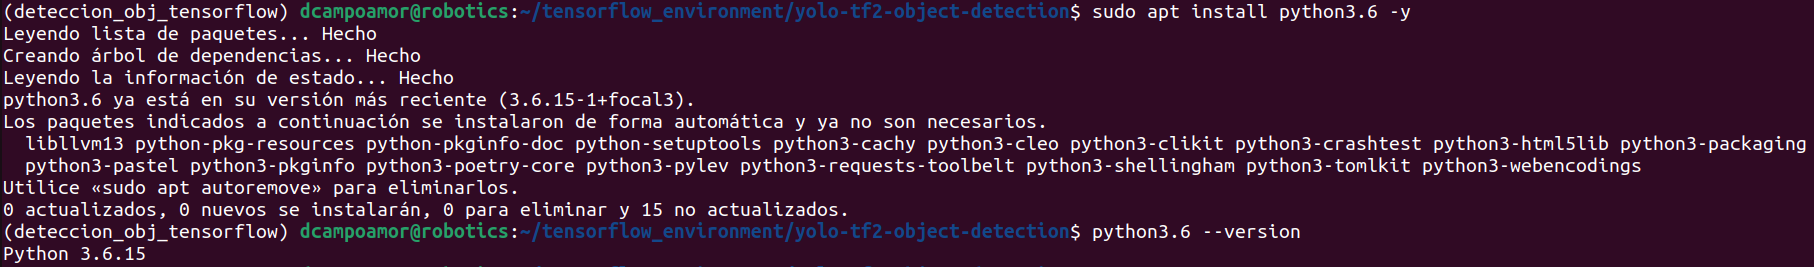 (deteccion_obj_tensorflow) dcampoamor@robotics:~/tensorflow_environment/yolo-tf2-object-detection$ sudo apt install python3.6 -y
Leyendo lista de paquetes... Hecho
Creando árbol de dependencias... Hecho
Leyendo la información de estado... Hecho
python3.6 ya está en su versión más reciente (3.6.15-1+focal3).
Los paquetes indicados a continuación se instalaron de forma automática y ya no son necesarios.
  libllvm13 python-pkg-resources python-pkginfo-doc python-setuptools python3-cachy python3-cleo python3-clikit python3-crashtest python3-html5lib python3-packaging
  python3-pastel python3-pkginfo python3-poetry-core python3-pylev python3-requests-toolbelt python3-shellingham python3-tomlkit python3-webencodings
Utilice «sudo apt autoremove» para eliminarlos.
0 actualizados, 0 nuevos se instalarán, 0 para eliminar y 15 no actualizados.
(deteccion_obj_tensorflow) dcampoamor@robotics:~/tensorflow_environment/yolo-tf2-object-detection$ python3.6 --version
Python 3.6.15